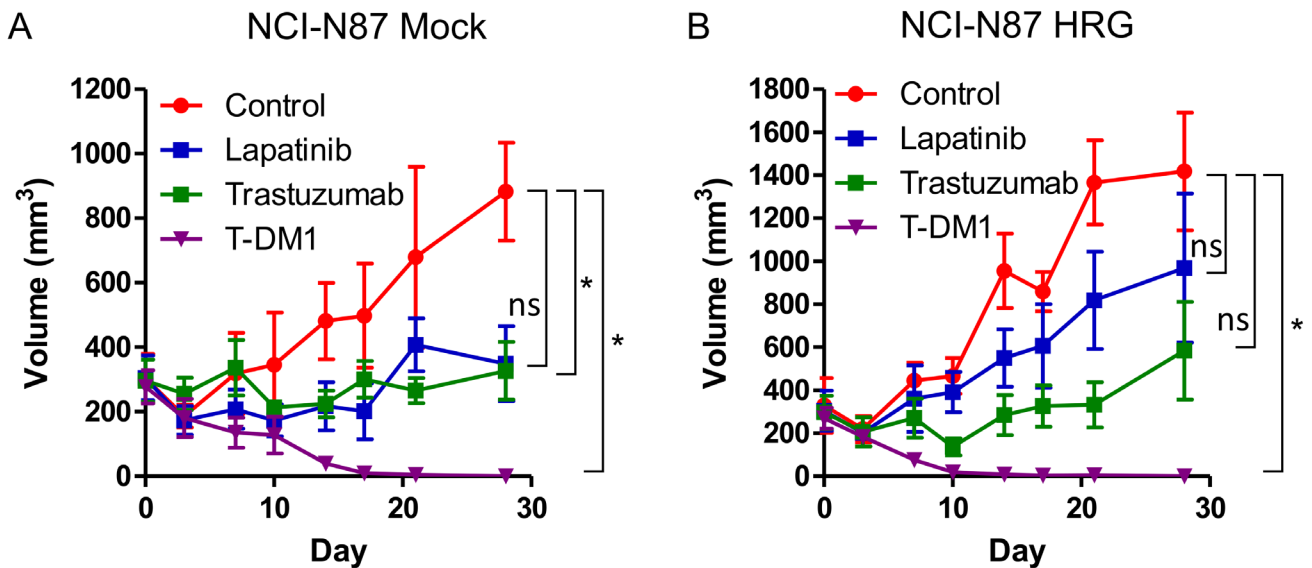 A
NCI-N87 Mock
1200
1000
800
600
400
200
0
Volume (mm³)
Control
Lapatinib
Trastuzumab
T-DM1
ns
*
*
0
10
20
30
Day
B
NCI-N87 HRG
1800
1600
1400
1200
1000
800
600
400
200
0
Volume (mm³)
Control
Lapatinib
Trastuzumab
T-DM1
ns
ns
*
0
10
20
30
Day